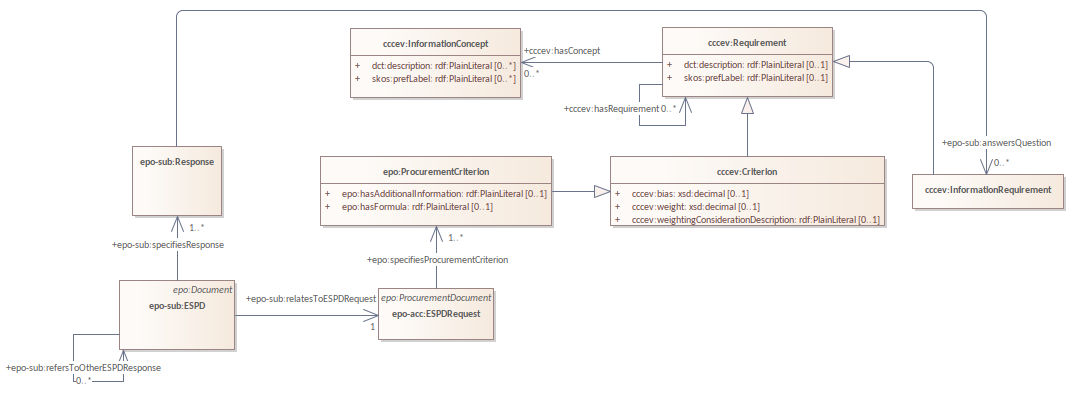 cccev:InformationConcept
+ dct:description: rdf:PlainLiteral [0..*]
+ skos:prefLabel: rdf:PlainLiteral [0..*]
+cccev:hasConcept
0..*
cccev:Requirement
+ dct:description: rdf:PlainLiteral [0..1]
+ skos:prefLabel: rdf:PlainLiteral [0..1]
+cccev:hasRequirement 0..*
+epo-sub:answersQuestion
0..*
epo-sub:Response
epo:ProcurementCriterion
+ epo:hasAdditionalInformation: rdf:PlainLiteral [0..1]
+ epo:hasFormula: rdf:PlainLiteral [0..1]
cccev:Criterion
+ cccev:bias: xsd:decimal [0..1]
+ cccev:weight: xsd:decimal [0..1]
+ cccev:weightingConsiderationDescription: rdf:PlainLiteral [0..1]
cccev:InformationRequirement
1..*
+epo-sub:specifiesResponse
1..*
+epo:specifiesProcurementCriterion
epo:Document
epo-sub:ESPD
+epo-sub:relatesToESPDRequest
1
epo:ProcurementDocument
epo-acc:ESPDRequest
+epo-sub:refersToOtherESPDResponse
0..*